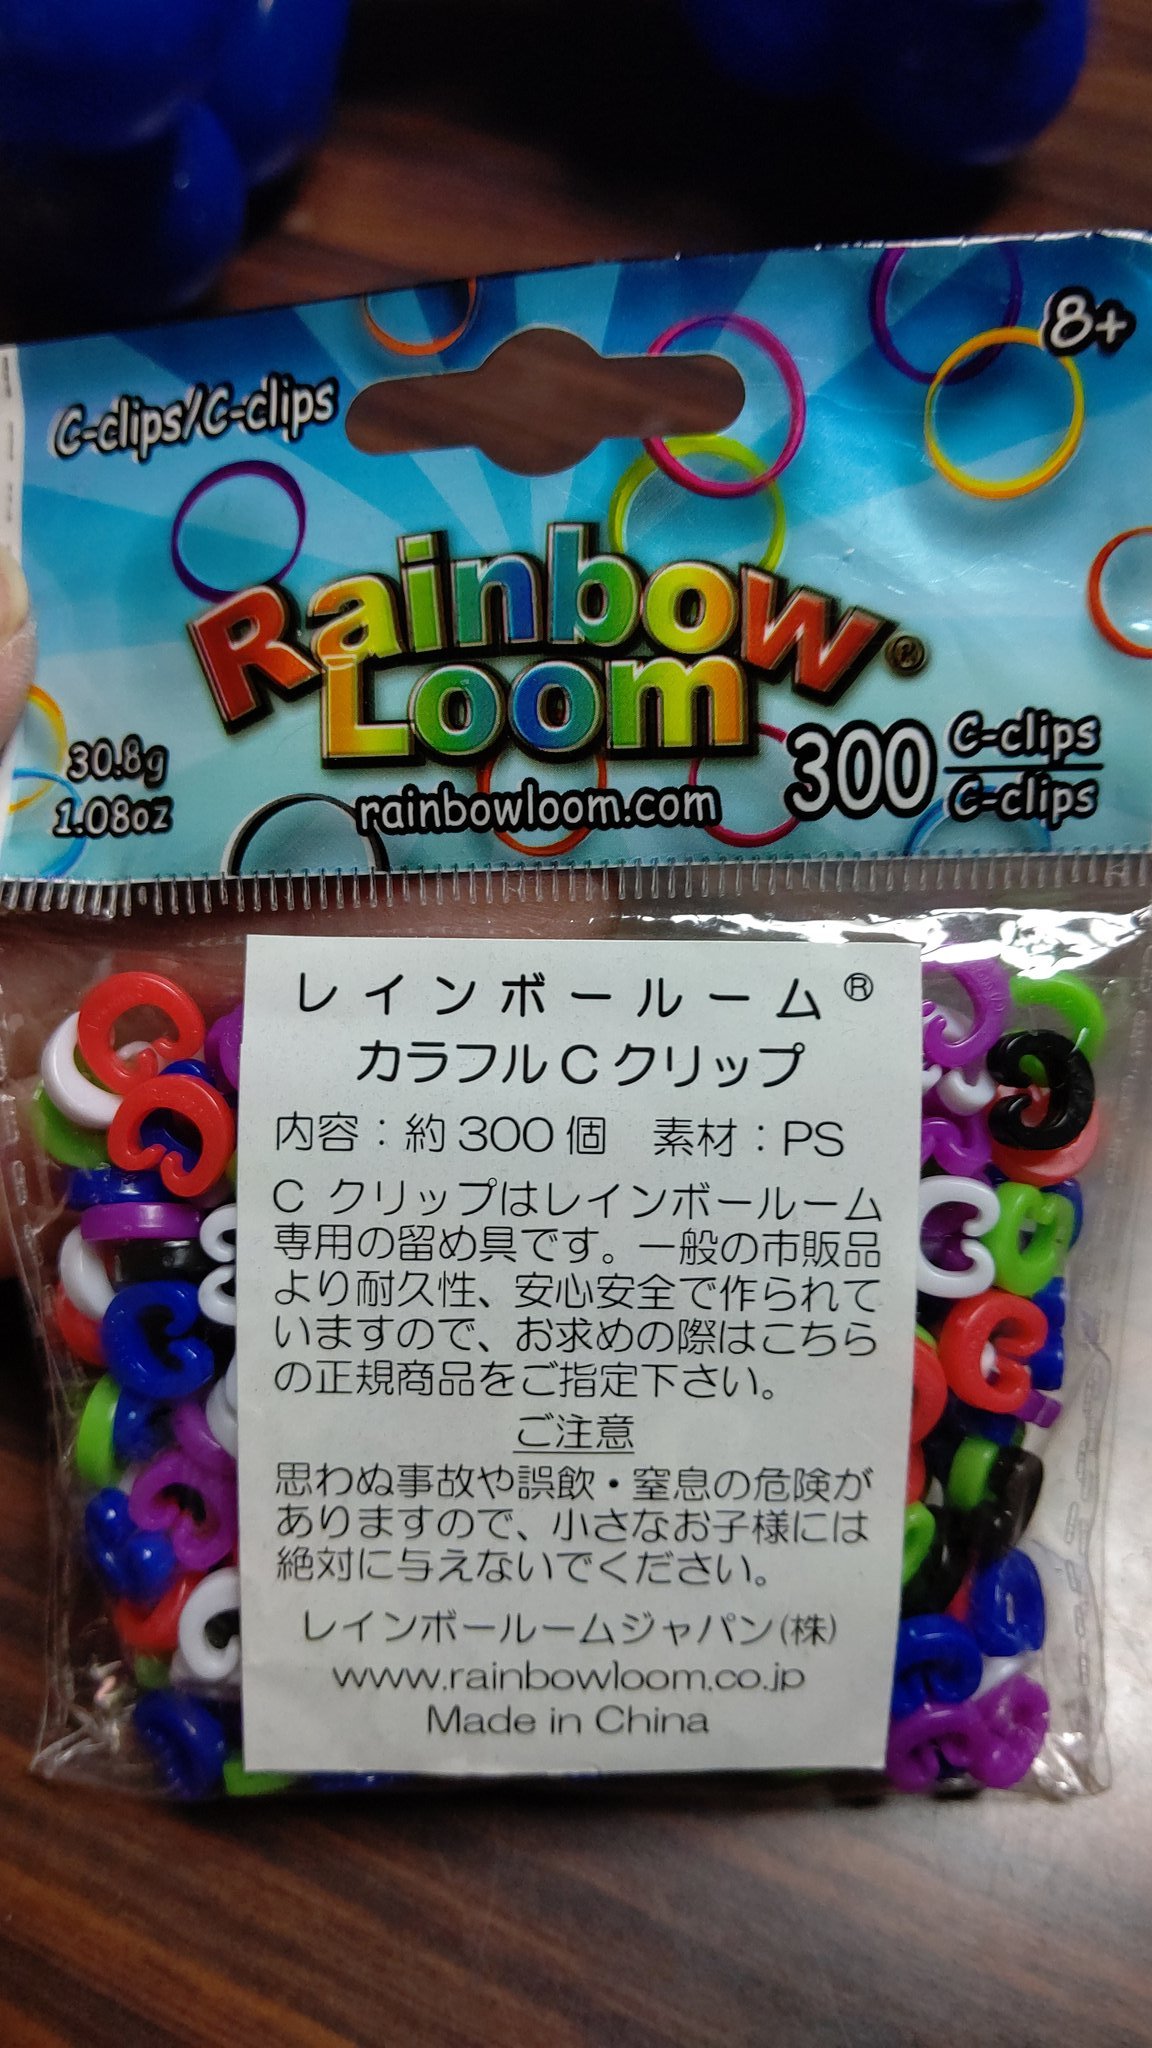 8+
C-clips/C-clips
Rainbow
Loom®
30.8g
1.08oz
rainbowloom.com
300 C-clips
C-clips
レインボールーム®
カラフルCクリップ
内容：約300個 素材：PS
Cクリップはレインボールーム
専用の留め具です。一般の市販品
より耐久性、安心安全で作られて
いますので、お求めの際はこちら
の正規商品をご指定下さい。
ご注意
思わぬ事故や誤飲・窒息の危険が
ありますので、小さなお子様には
絶対に与えないでください。
レインボールームジャパン(株)
www.rainbowloom.co.jp
Made in China